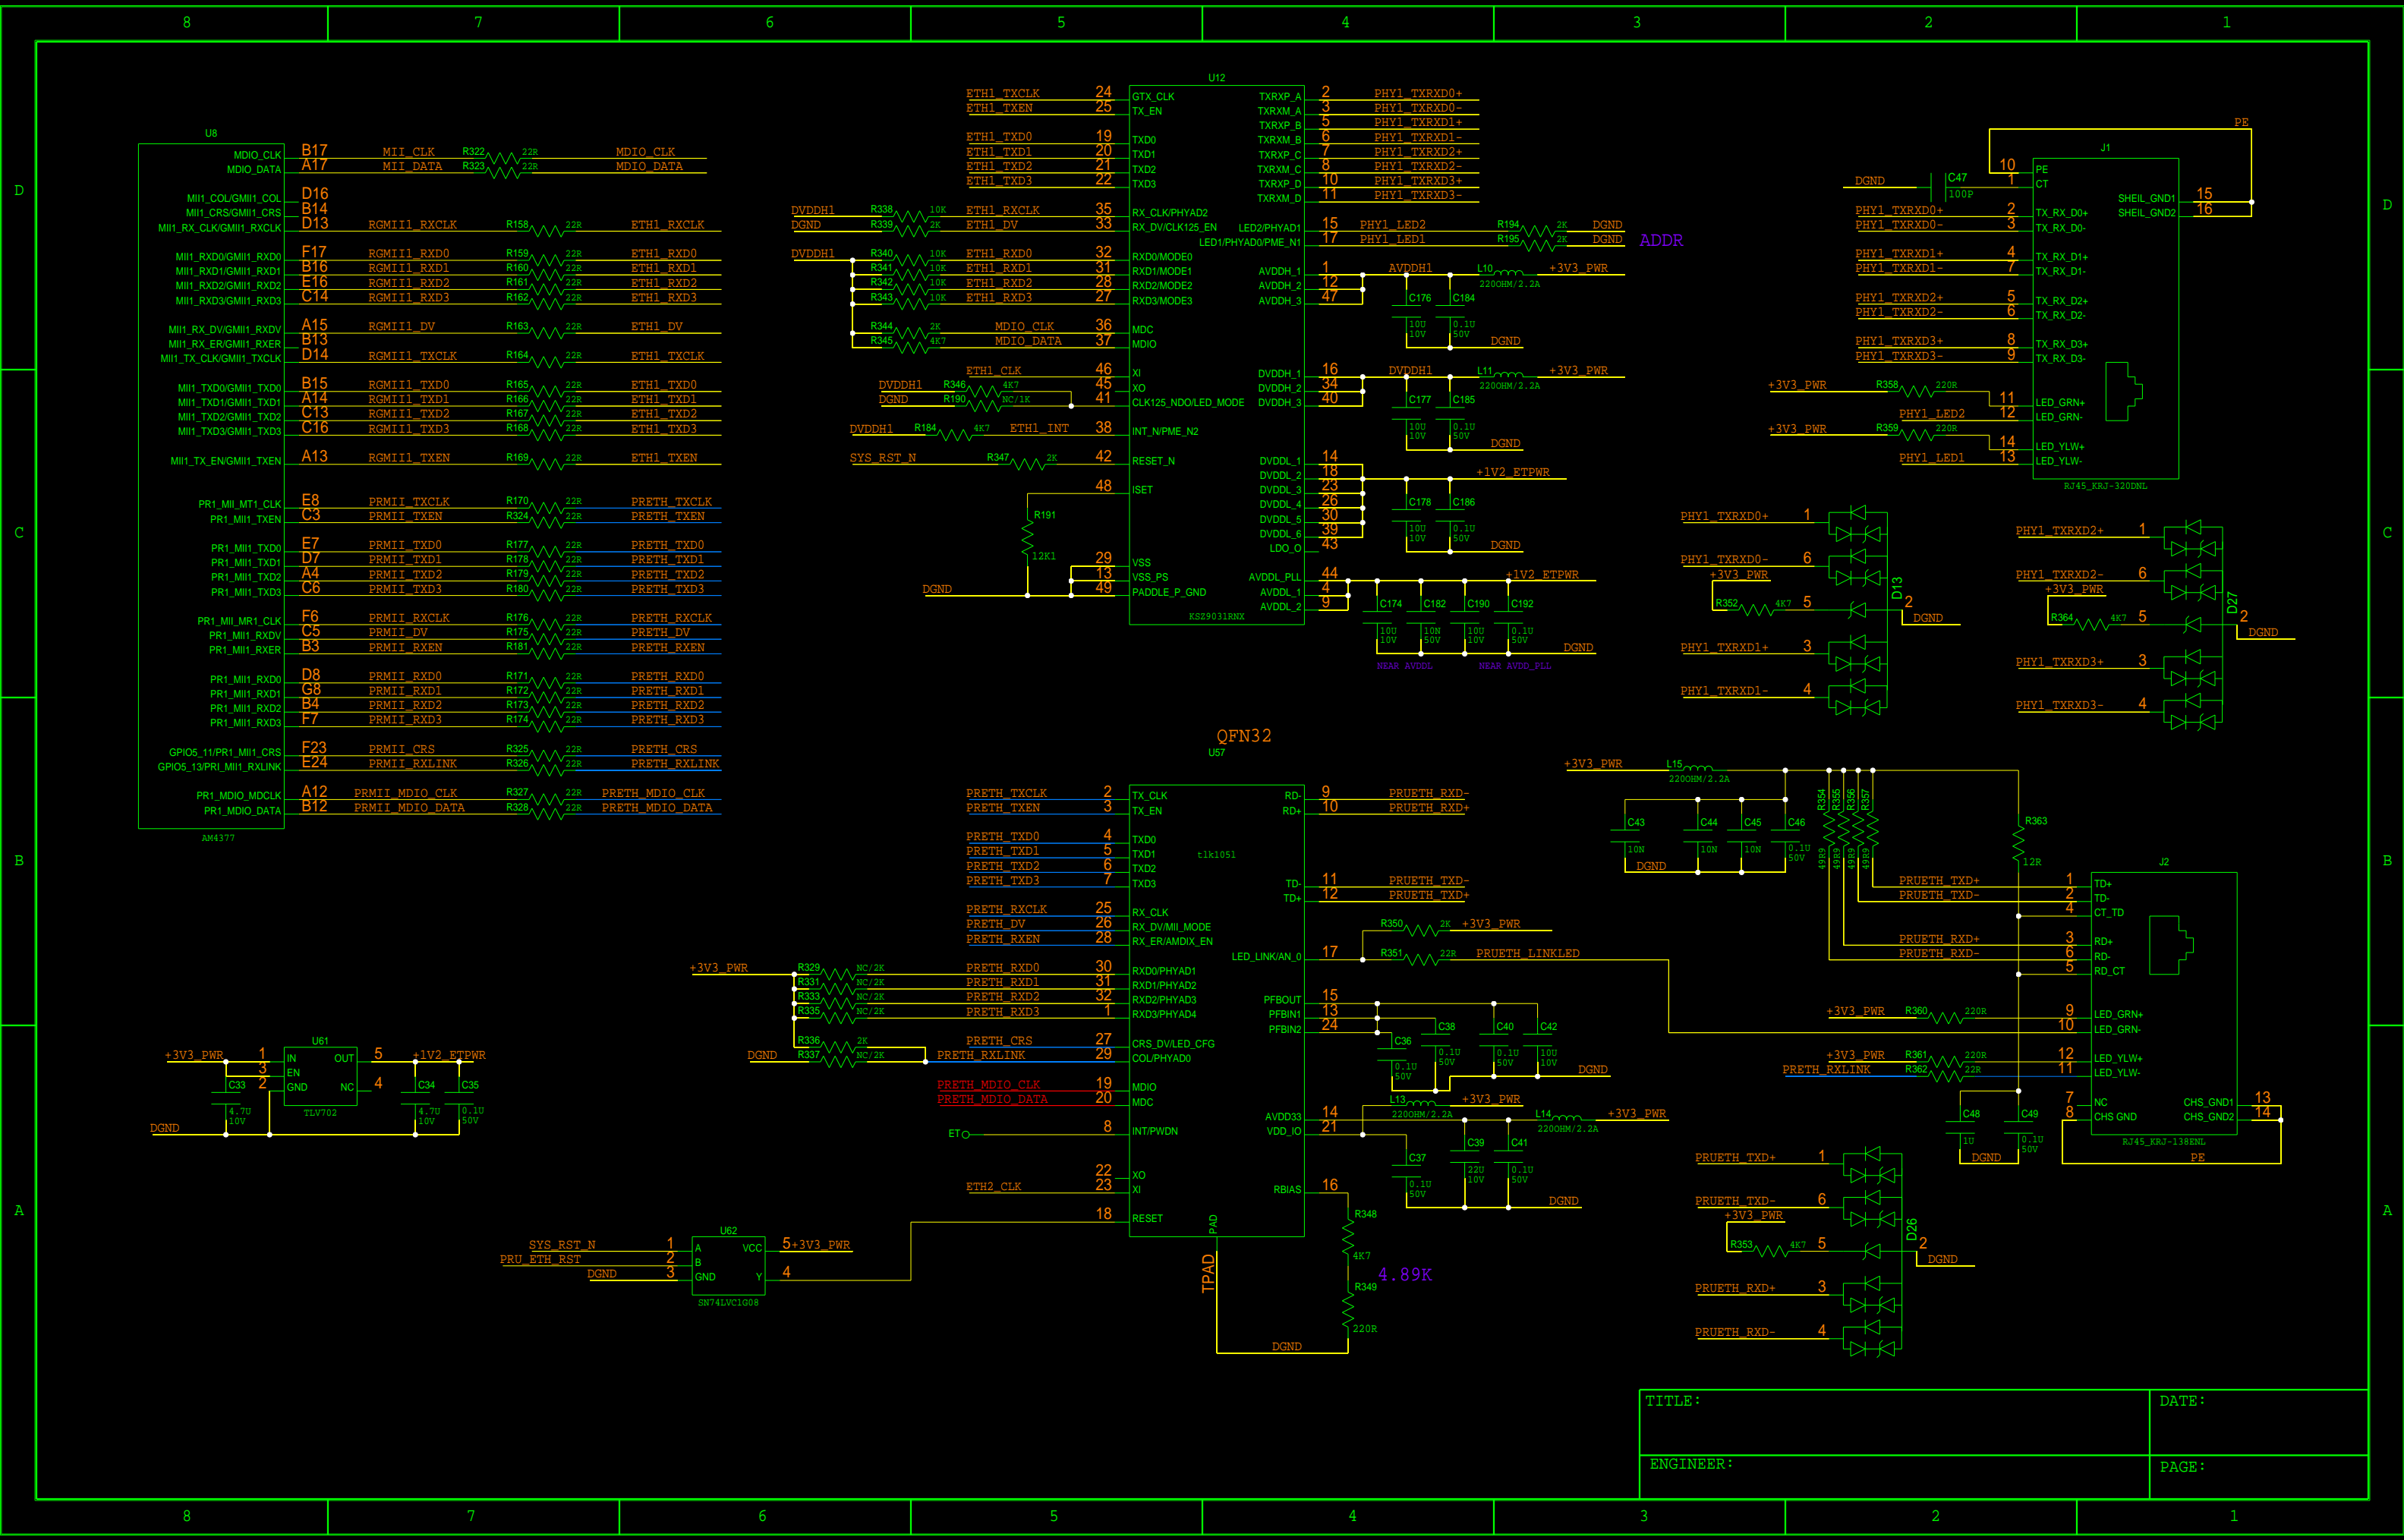 8 7 6 5 4 3 2 1
D
C
B
A
U8
MDIO_CLK B17 MII_CLK R322 22R MDIO_CLK
MDIO_DATA A17 MII_DATA R323 22R MDIO_DATA
MII1_COL/GMII1_COL D16
MII1_CRS/GMII1_CRS B14
MII1_RX_CLK/GMII1_RXCLK D13 RGMII1_RXCLK R158 22R ETH1_RXCLK
MII1_RXD0/GMII1_RXD0 F17 RGMII1_RXD0 R159 22R ETH1_RXD0
MII1_RXD1/GMII1_RXD1 B16 RGMII1_RXD1 R160 22R ETH1_RXD1
MII1_RXD2/GMII1_RXD2 E16 RGMII1_RXD2 R161 22R ETH1_RXD2
MII1_RXD3/GMII1_RXD3 C14 RGMII1_RXD3 R162 22R ETH1_RXD3
MII1_RX_DV/GMII1_RXDV A15 RGMII1_DV R163 22R ETH1_DV
MII1_RX_ER/GMII1_RXER B13
MII1_TX_CLK/GMII1_TXCLK D14 RGMII1_TXCLK R164 22R ETH1_TXCLK
MII1_TXD0/GMII1_TXD0 B15 RGMII1_TXD0 R165 22R ETH1_TXD0
MII1_TXD1/GMII1_TXD1 A14 RGMII1_TXD1 R166 22R ETH1_TXD1
MII1_TXD2/GMII1_TXD2 C13 RGMII1_TXD2 R167 22R ETH1_TXD2
MII1_TXD3/GMII1_TXD3 C16 RGMII1_TXD3 R168 22R ETH1_TXD3
MII1_TX_EN/GMII1_TXEN A13 RGMII1_TXEN R169 22R ETH1_TXEN
PR1_MII_MT1_CLK E8 PRMII_TXCLK R170 22R PRETH_TXCLK
PR1_MII1_TXEN C3 PRMII_TXEN R324 22R PRETH_TXEN
PR1_MII1_TXD0 E7 PRMII_TXD0 R177 22R PRETH_TXD0
PR1_MII1_TXD1 D7 PRMII_TXD1 R178 22R PRETH_TXD1
PR1_MII1_TXD2 A4 PRMII_TXD2 R179 22R PRETH_TXD2
PR1_MII1_TXD3 C6 PRMII_TXD3 R180 22R PRETH_TXD3
PR1_MII_MR1_CLK F6 PRMII_RXCLK R176 22R PRETH_RXCLK
PR1_MII1_RXDV C5 PRMII_DV R175 22R PRETH_DV
PR1_MII1_RXER B3 PRMII_RXEN R181 22R PRETH_RXEN
PR1_MII1_RXD0 D8 PRMII_RXD0 R171 22R PRETH_RXD0
PR1_MII1_RXD1 G8 PRMII_RXD1 R172 22R PRETH_RXD1
PR1_MII1_RXD2 B4 PRMII_RXD2 R173 22R PRETH_RXD2
PR1_MII1_RXD3 F7 PRMII_RXD3 R174 22R PRETH_RXD3
GPIO5_11/PR1_MII1_CRS F23 PRMII_CRS R325 22R PRETH_CRS
GPIO5_13/PRI_MII1_RXLINK E24 PRMII_RXLINK R326 22R PRETH_RXLINK
PR1_MDIO_MDCLK A12 PRMII_MDIO_CLK R327 22R PRETH_MDIO_CLK
PR1_MDIO_DATA B12 PRMII_MDIO_DATA R328 22R PRETH_MDIO_DATA
AM4377
U12
ETH1_TXCLK 24 GTX_CLK
ETH1_TXEN 25 TX_EN
ETH1_TXD0 19 TXD0
ETH1_TXD1 20 TXD1
ETH1_TXD2 21 TXD2
ETH1_TXD3 22 TXD3
DVDDH1 R338 10K ETH1_RXCLK 35 RX_CLK/PHYAD2
DGND R339 2K ETH1_DV 33 RX_DV/CLK125_EN
DVDDH1 R340 10K ETH1_RXD0 32 RXD0/MODE0
R341 10K ETH1_RXD1 31 RXD1/MODE1
R342 10K ETH1_RXD2 28 RXD2/MODE2
R343 10K ETH1_RXD3 27 RXD3/MODE3
R344 2K MDIO_CLK 36 MDC
R345 4K7 MDIO_DATA 37 MDIO
ETH1_CLK 46 XI
DVDDH1 R346 4K7 45 XO
DGND R190 NC/1K 41 CLK125_NDO/LED_MODE
DVDDH1 R184 4K7 ETH1_INT 38 INT_N/PME_N2
SYS_RST_N R347 2K 42 RESET_N
48 ISET
R191
12K1
29 VSS
13 VSS_PS
DGND 49 PADDLE_P_GND
TXRXP_A 2 PHY1_TXRXD0+
TXRXM_A 3 PHY1_TXRXD0-
TXRXP_B 5 PHY1_TXRXD1+
TXRXM_B 6 PHY1_TXRXD1-
TXRXP_C 7 PHY1_TXRXD2+
TXRXM_C 8 PHY1_TXRXD2-
TXRXP_D 10 PHY1_TXRXD3+
TXRXM_D 11 PHY1_TXRXD3-
LED2/PHYAD1 15 PHY1_LED2 R194 2K DGND
LED1/PHYAD0/PME_N1 17 PHY1_LED1 R195 2K DGND
ADDR
AVDDH_1 1 AVDDH1 L10 +3V3_PWR
AVDDH_2 12 220OHM/2.2A
AVDDH_3 47
C176 C184
10U 0.1U
10V 50V
DGND
DVDDH_1 16 DVDDH1 L11 +3V3_PWR
DVDDH_2 34 220OHM/2.2A
DVDDH_3 40
C177 C185
10U 0.1U
10V 50V
DGND
DVDDL_1 14
DVDDL_2 18 +1V2_ETPWR
DVDDL_3 23
DVDDL_4 26
DVDDL_5 30
DVDDL_6 39
LDO_O 43
C178 C186
10U 0.1U
10V 50V
DGND
AVDDL_PLL 44 +1V2_ETPWR
AVDDL_1 4
AVDDL_2 9
C174 C182 C190 C192
10U 10N 10U 0.1U
10V 50V 10V 50V
DGND
NEAR AVDDL NEAR AVDD_PLL
KSZ9031RNX
PE
J1
10 PE
DGND C47 1 CT
100P
SHEIL_GND1 15
SHEIL_GND2 16
PHY1_TXRXD0+ 2 TX_RX_D0+
PHY1_TXRXD0- 3 TX_RX_D0-
PHY1_TXRXD1+ 4 TX_RX_D1+
PHY1_TXRXD1- 7 TX_RX_D1-
PHY1_TXRXD2+ 5 TX_RX_D2+
PHY1_TXRXD2- 6 TX_RX_D2-
PHY1_TXRXD3+ 8 TX_RX_D3+
PHY1_TXRXD3- 9 TX_RX_D3-
+3V3_PWR R358 220R 11 LED_GRN+
PHY1_LED2 12 LED_GRN-
+3V3_PWR R359 220R 14 LED_YLW+
PHY1_LED1 13 LED_YLW-
RJ45_KRJ-320DNL
PHY1_TXRXD0+ 1
PHY1_TXRXD0- 6
+3V3_PWR
R352 4K7 5
D13
2
DGND
PHY1_TXRXD1+ 3
PHY1_TXRXD1- 4
PHY1_TXRXD2+ 1
PHY1_TXRXD2- 6
+3V3_PWR
R364 4K7 5
D27
2
DGND
PHY1_TXRXD3+ 3
PHY1_TXRXD3- 4
QFN32
U57
PRETH_TXCLK 2 TX_CLK
PRETH_TXEN 3 TX_EN
PRETH_TXD0 4 TXD0
PRETH_TXD1 5 TXD1
PRETH_TXD2 6 TXD2
PRETH_TXD3 7 TXD3
tlk1051
PRETH_RXCLK 25 RX_CLK
PRETH_DV 26 RX_DV/MII_MODE
PRETH_RXEN 28 RX_ER/AMDIX_EN
+3V3_PWR R329 NC/2K PRETH_RXD0 30 RXD0/PHYAD1
R331 NC/2K PRETH_RXD1 31 RXD1/PHYAD2
R333 NC/2K PRETH_RXD2 32 RXD2/PHYAD3
R335 NC/2K PRETH_RXD3 1 RXD3/PHYAD4
R336 2K PRETH_CRS 27 CRS_DV/LED_CFG
DGND R337 NC/2K PRETH_RXLINK 29 COL/PHYAD0
PRETH_MDIO_CLK 19 MDIO
PRETH_MDIO_DATA 20 MDC
ET 8 INT/PWDN
22 XO
ETH2_CLK 23 XI
18 RESET
PAD
TPAD
RD- 9 PRUETH_RXD-
RD+ 10 PRUETH_RXD+
TD- 11 PRUETH_TXD-
TD+ 12 PRUETH_TXD+
R350 2K +3V3_PWR
LED_LINK/AN_0 17 R351 22R PRUETH_LINKLED
PFBOUT 15
PFBIN1 13
PFBIN2 24
C36 C38 C40 C42
0.1U 0.1U 0.1U 10U
50V 50V 50V 10V
DGND
L13 +3V3_PWR
220OHM/2.2A
AVDD33 14 L14 +3V3_PWR
VDD_IO 21 220OHM/2.2A
C37 C39 C41
0.1U 22U 0.1U
50V 10V 50V
DGND
RBIAS 16
R348
4K7
4.89K
R349
220R
DGND
U61
+3V3_PWR 1 IN OUT 5 +1V2_ETPWR
3 EN
2 GND NC 4
C33 C34 C35
4.7U 4.7U 0.1U
10V 10V 50V
TLV702
DGND
U62
SYS_RST_N 1 A VCC 5 +3V3_PWR
PRU_ETH_RST 2 B
DGND 3 GND Y 4
SN74LVC1G08
+3V3_PWR L15
220OHM/2.2A
C43 C44 C45 C46
10N 10N 10N 0.1U
50V
DGND
R354 R355 R356 R357
49R9 49R9 49R9 49R9
R363
12R
J2
PRUETH_TXD+ 1 TD+
PRUETH_TXD- 2 TD-
4 CT_TD
PRUETH_RXD+ 3 RD+
PRUETH_RXD- 6 RD-
5 RD_CT
+3V3_PWR R360 220R 9 LED_GRN+
10 LED_GRN-
+3V3_PWR R361 220R 12 LED_YLW+
PRETH_RXLINK R362 22R 11 LED_YLW-
7 NC CHS_GND1 13
8 CHS GND CHS_GND2 14
C48 C49
1U 0.1U
50V
DGND
RJ45_KRJ-138ENL
PE
PRUETH_TXD+ 1
PRUETH_TXD- 6
+3V3_PWR
R353 4K7 5
D26
2
DGND
PRUETH_RXD+ 3
PRUETH_RXD- 4
TITLE: DATE:
ENGINEER: PAGE:
D
C
B
A
8 7 6 5 4 3 2 1